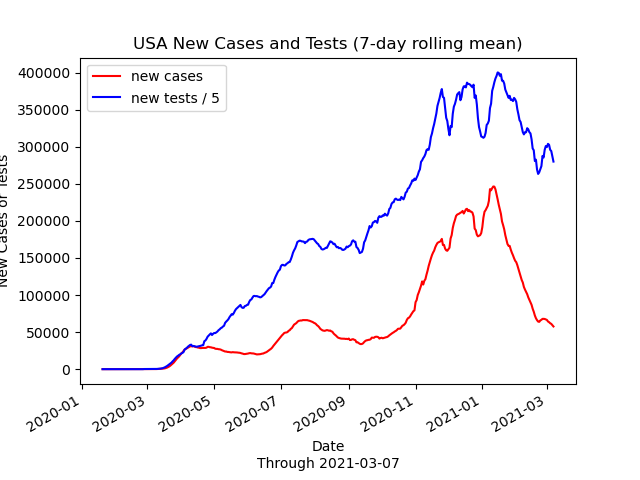 USA New Cases and Tests (7-day rolling mean)
new cases
new tests / 5
400000
350000
300000
250000
200000
150000
100000
50000
0
New Cases or Tests
2020-01
2020-03
2020-05
2020-07
2020-09
2020-11
2021-01
2021-03
Date
Through 2021-03-07